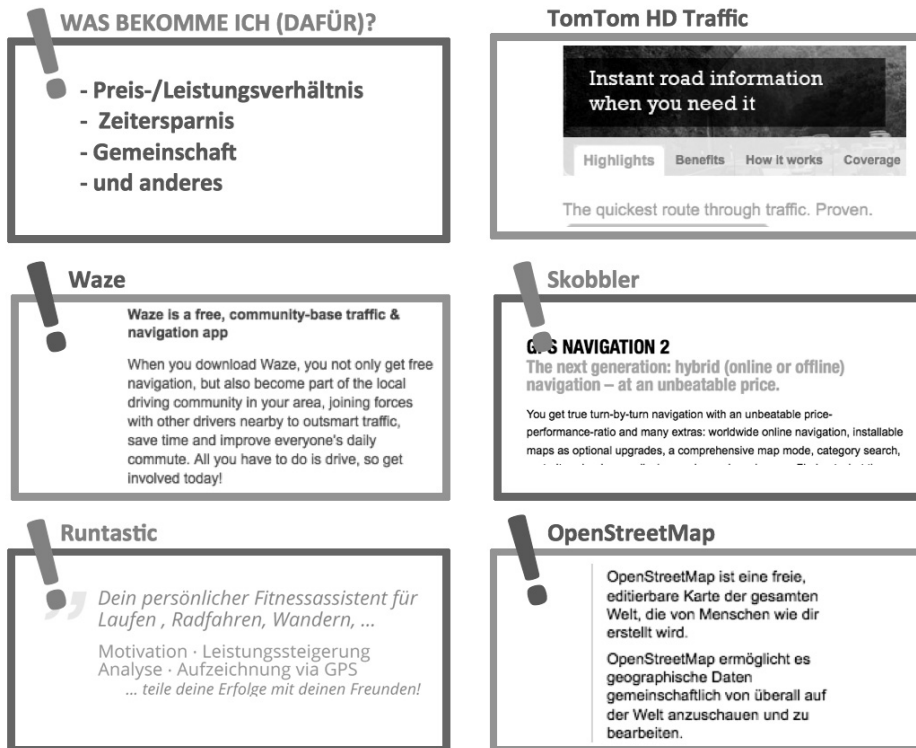 WAS BEKOMME ICH (DAFÜR)?
- Preis-/Leistungsverhältnis
- Zeitersparnis
- Gemeinschaft
- und anderes
TomTom HD Traffic
Instant road information
when you need it
Highlights Benefits How it works Coverage
The quickest route through traffic. Proven.
Waze
Waze is a free, community-base traffic &
navigation app
When you download Waze, you not only get free
navigation, but also become part of the local
driving community in your area, joining forces
with other drivers nearby to outsmart traffic,
save time and improve everyone's daily
commute. All you have to do is drive, so get
involved today!
Skobbler
GPS NAVIGATION 2
The next generation: hybrid (online or offline)
navigation – at an unbeatable price.
You get true turn-by-turn navigation with an unbeatable price-
performance-ratio and many extras: worldwide online navigation, installable
maps as optional upgrades, a comprehensive map mode, category search,
Runtastic
Dein persönlicher Fitnessassistent für
Laufen , Radfahren, Wandern, ...
Motivation · Leistungssteigerung
Analyse · Aufzeichnung via GPS
... teile deine Erfolge mit deinen Freunden!
OpenStreetMap
OpenStreetMap ist eine freie,
editierbare Karte der gesamten
Welt, die von Menschen wie dir
erstellt wird.
OpenStreetMap ermöglicht es
geographische Daten
gemeinschaftlich von überall auf
der Welt anzuschauen und zu
bearbeiten.